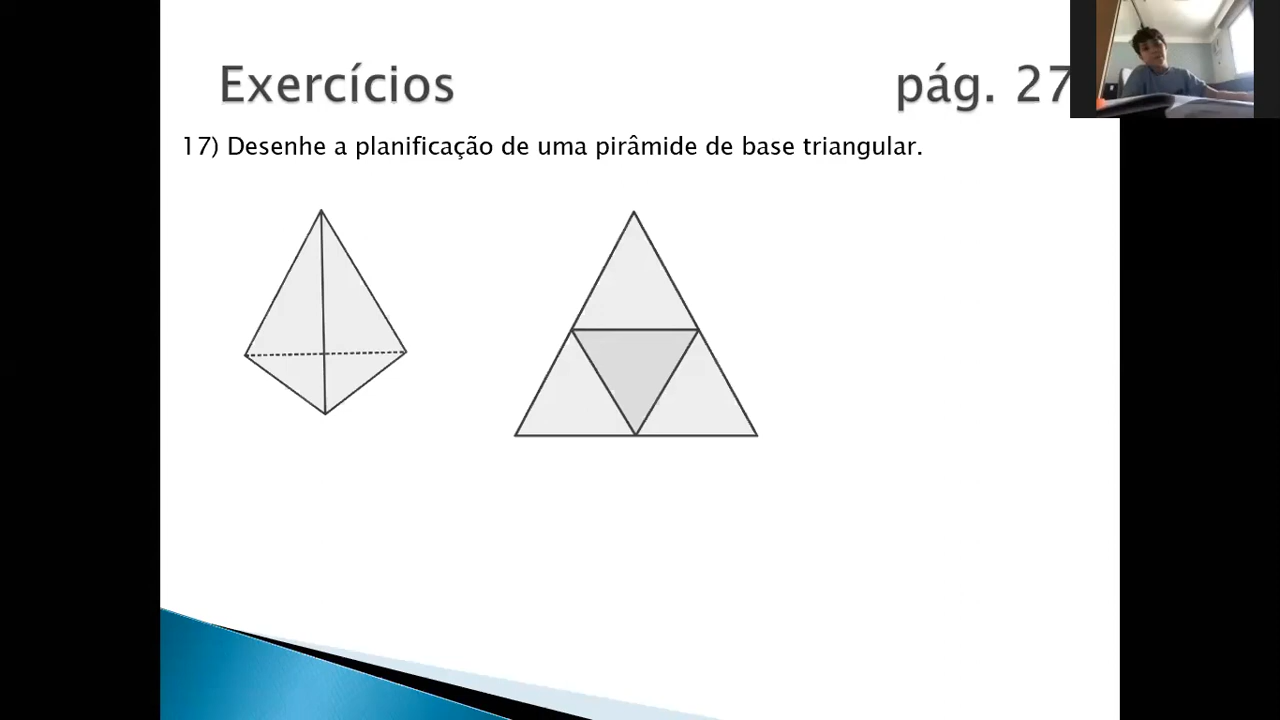 Exercícios pág. 27
17) Desenhe a planificação de uma pirâmide de base triangular.